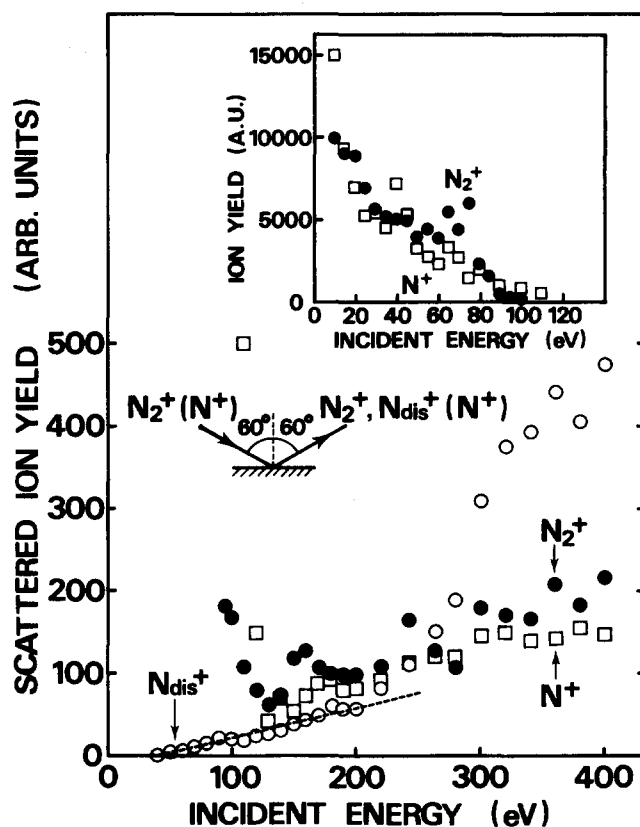 15000
10000
5000
0
ION YIELD (A.U.)
N₂⁺
N⁺
0 20 40 60 80 100 120
INCIDENT ENERGY (eV)
SCATTERED ION YIELD (ARB. UNITS)
500
400
300
200
100
0
N₂⁺(N⁺)
60° 60°
N₂⁺, Ndis⁺(N⁺)
N₂⁺
N⁺
Ndis⁺
0 100 200 300 400
INCIDENT ENERGY (eV)